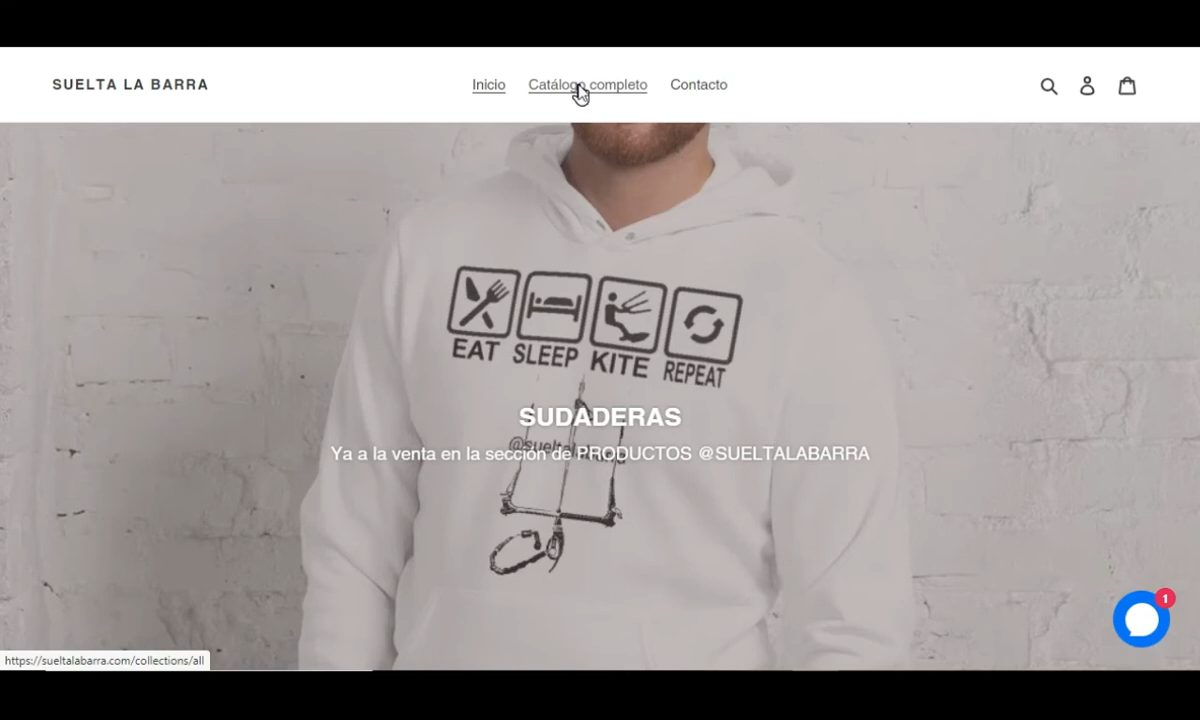 SUELTA LA BARRA
Inicio Catálogo completo Contacto
EAT SLEEP KITE REPEAT
SUDADERAS
Ya a la venta en la sección de PRODUCTOS @SUELTALABARRA
1
https://sueltalabarra.com/collections/all